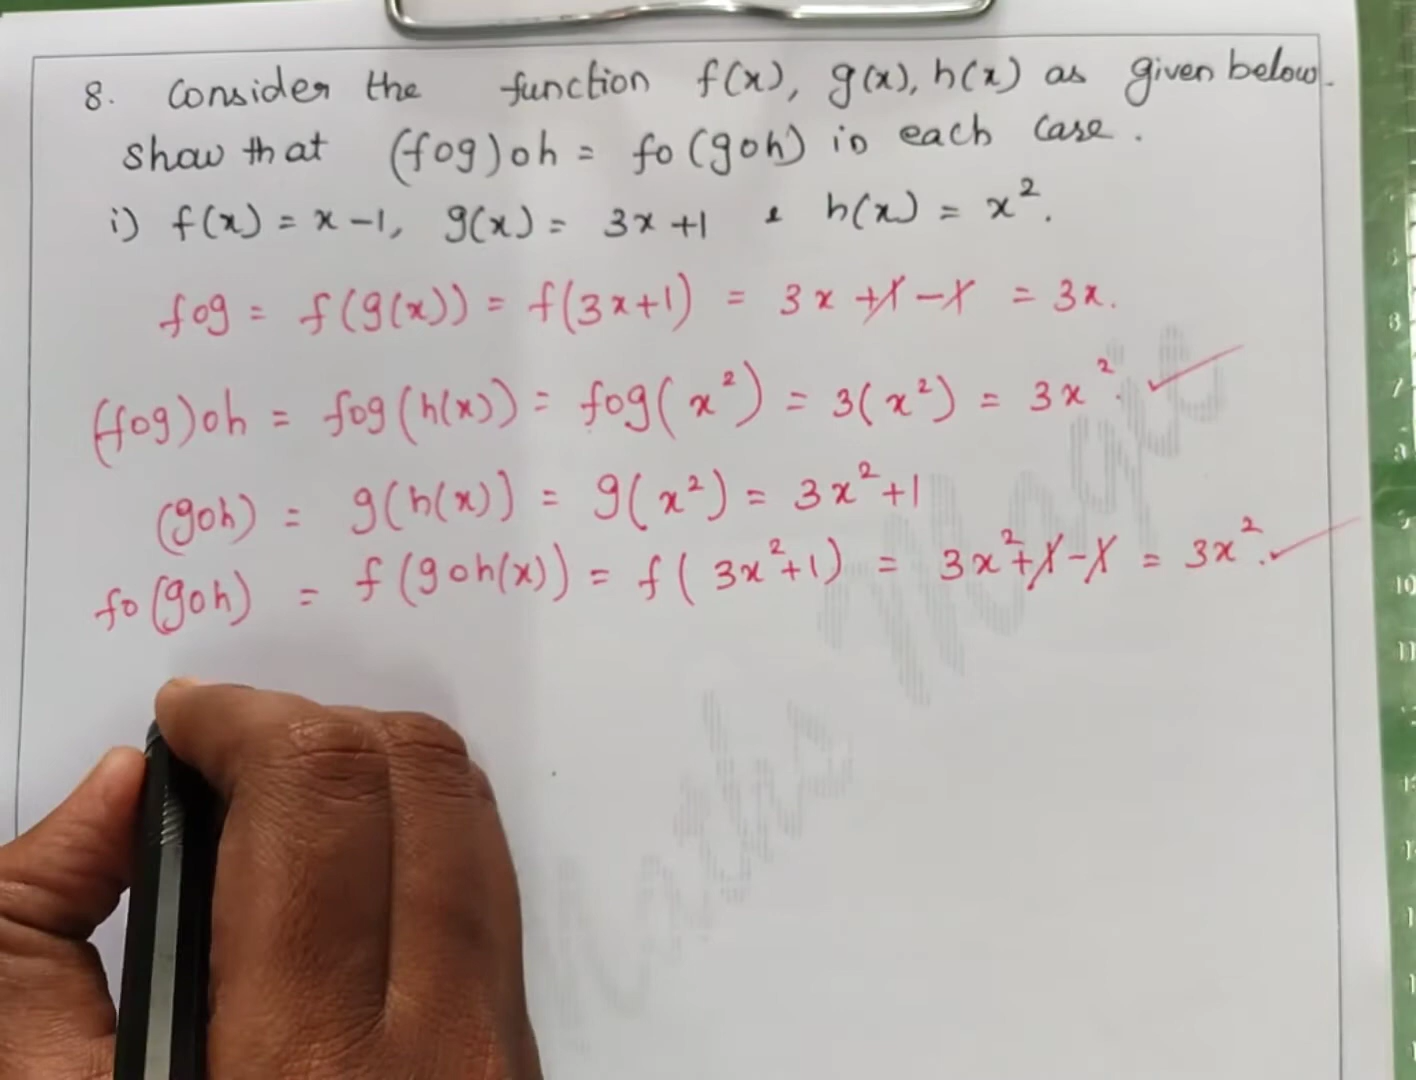 8. Consider the function f(x), g(x), h(x) as given below.
show that (fog)oh = fo(goh) in each case.
i) f(x) = x-1, g(x) = 3x+1 & h(x) = x².
fog = f(g(x)) = f(3x+1) = 3x+1-1 = 3x.
(fog)oh = fog(h(x)) = fog(x²) = 3(x²) = 3x². ✓
(goh) = g(h(x)) = g(x²) = 3x²+1
fo(goh) = f(goh(x)) = f(3x²+1) = 3x²+1-1 = 3x². ✓